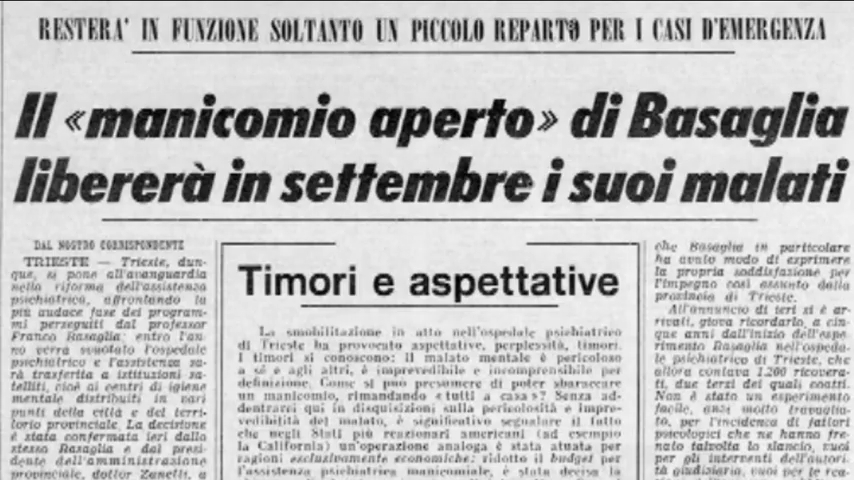 RESTERA' IN FUNZIONE SOLTANTO UN PICCOLO REPARTO PER I CASI D'EMERGENZA
Il «manicomio aperto» di Basaglia
libererà in settembre i suoi malati
DAL NOSTRO CORRISPONDENTE
TRIESTE — Trieste, dun-
que, si pone all'avanguardia
nella riforma dell'assistenza
psichiatrica, affrontando la
più audace fase dei program-
mi perseguiti dal professor
Franco Basaglia: entro l'an-
no verrà svuotato l'ospedale
psichiatrico e l'assistenza sa-
rà trasferita a istituzioni sa-
telliti, cioè ai centri di igiene
mentale distribuiti in vari
punti della città e del terri-
torio provinciale. La decisione
è stata confermata ieri dallo
stesso Basaglia e dal presi-
dente dell'amministrazione
provinciale, dottor Zanetti, a
Timori e aspettative
La smobilitazione in atto nell'ospedale psichiatrico
di Trieste ha provocato aspettative, perplessità, timori.
I timori si conoscono: il malato mentale è pericoloso
a sé e agli altri, è imprevedibile e incomprensibile per
definizione. Come si può presumere di poter sbaraccare
un manicomio, rimandando «tutti a casa»? Senza ad-
dentrarci qui in disquisizioni sulla pericolosità e impre-
vedibilità del malato, è significativo segnalare il fatto
che negli Stati più reazionari americani (ad esempio
la California) un'operazione analoga è stata attuata per
ragioni esclusivamente economiche: ridotto il budget per
l'assistenza psichiatrica manicomiale, è stata decisa la
che Basaglia in particolare
ha avuto modo di esprimere
la propria soddisfazione per
l'impegno così assunto dalla
provincia di Trieste.
All'annuncio di ieri si è ar-
rivati, giova ricordarlo, a cin-
que anni dall'inizio dell'espe-
rimento Basaglia nell'ospeda-
le psichiatrico di Trieste, che
allora contava 1.200 ricovera-
ti, due terzi dei quali coatti.
Non è stato un esperimento
facile, anzi molto travaglia-
to, per l'incidenza di fattori
psicologici che ne hanno fre-
nato talvolta lo slancio, vuoi
per gli interventi dell'autori-
tà giudiziaria, vuoi per le rea-